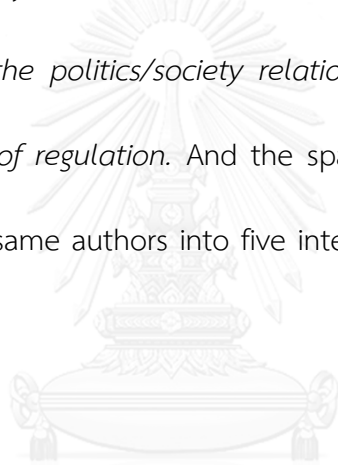 the politics/society relatio
of regulation. And the spa
same authors into five inte